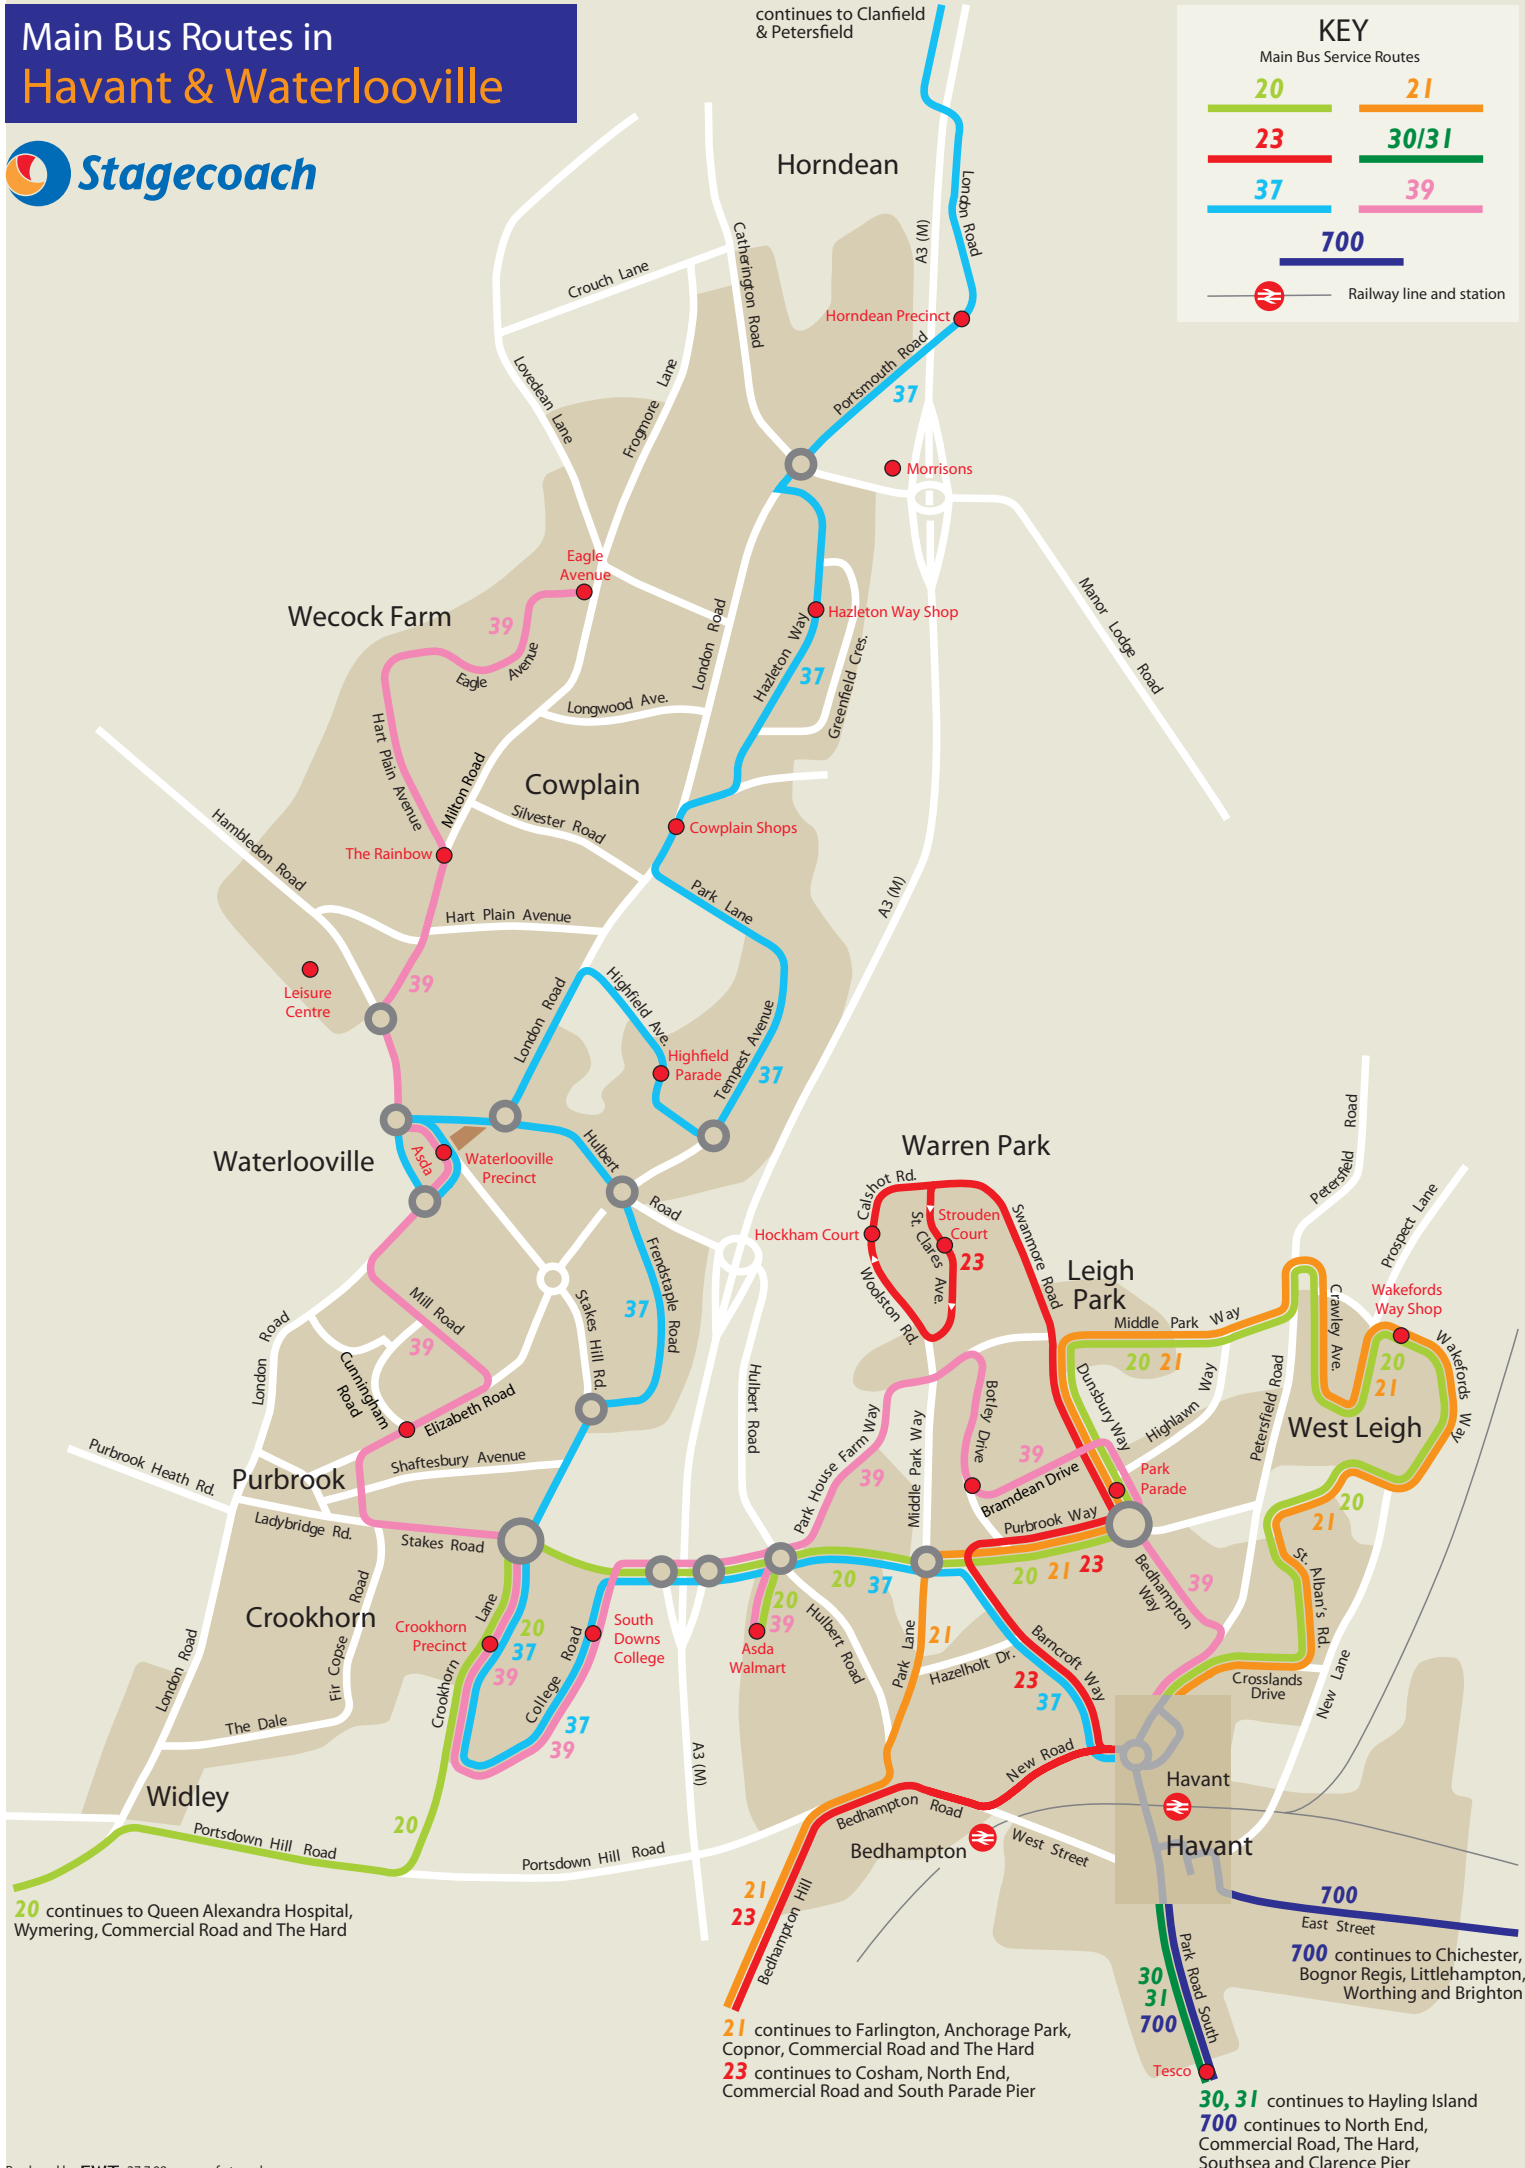 Main Bus Routes in
Havant & Waterlooville
Stagecoach
continues to Clanfield
& Petersfield
KEY
Main Bus Service Routes
20
21
23
30/31
37
39
700
Railway line and station
Horndean
London Road
A3 (M)
Catherington Road
Crouch Lane
Horndean Precinct
Portsmouth Road
37
Lovedean Lane
Frogmore Lane
Morrisons
Eagle
Avenue
Wecock Farm
39
Eagle Avenue
London Road
Hazleton Way Shop
Hazleton Way
37
Greenfield Cres.
Manor Lodge Road
Longwood Ave.
Hart Plain Avenue
Milton Road
Cowplain
Silvester Road
Cowplain Shops
Hambledon Road
The Rainbow
Park Lane
A3 (M)
Hart Plain Avenue
39
Leisure
Centre
London Road
Highfield Ave.
Highfield
Parade
Tempest Avenue
37
Waterlooville
Asda
Waterlooville
Precinct
Hulbert
Road
Warren Park
Calshot Rd.
Hockham Court
St. Clares Ave.
Strouden
Court
23
Woolston Rd.
Swanmore Road
Leigh
Park
Petersfield Road
Prospect Lane
Wakefords
Way Shop
Middle Park Way
20 21
Crawley Ave.
20
21
Wakefords Way
West Leigh
Frendstaple Road
37
Stakes Hill Rd.
Mill Road
39
London Road
Cunningham
Road
Elizabeth Road
Hulbert Road
Botley Drive
Dunsbury Way
Highlawn Way
Petersfield Road
Purbrook Heath Rd.
Purbrook
Shaftesbury Avenue
Ladybridge Rd.
Stakes Road
Park House Farm Way
39
Middle Park Way
39
Bramdean Drive
Park
Parade
Purbrook Way
20
21
St. Alban's Rd.
Crookhorn
Fir Copse Road
Crookhorn
Precinct
Crookhorn Lane
20
37
39
South
Downs
College
College Road
37
39
20
39
Asda
Walmart
20 37
Hulbert Road
Park Lane
21
20 21 23
Bedhampton
Way
39
Hazelholt Dr.
Barncroft Way
23
37
Crosslands
Drive
New Lane
London Road
The Dale
Widley
A3 (M)
New Road
Havant
Portsdown Hill Road
20
Portsdown Hill Road
Bedhampton Road
Bedhampton
West Street
Havant
20 continues to Queen Alexandra Hospital,
Wymering, Commercial Road and The Hard
21
23
Bedhampton Hill
700
East Street
700 continues to Chichester,
Bognor Regis, Littlehampton,
Worthing and Brighton
30
31
700
Park Road South
Tesco
21 continues to Farlington, Anchorage Park,
Copnor, Commercial Road and The Hard
23 continues to Cosham, North End,
Commercial Road and South Parade Pier
30, 31 continues to Hayling Island
700 continues to North End,
Commercial Road, The Hard,
Southsea and Clarence Pier